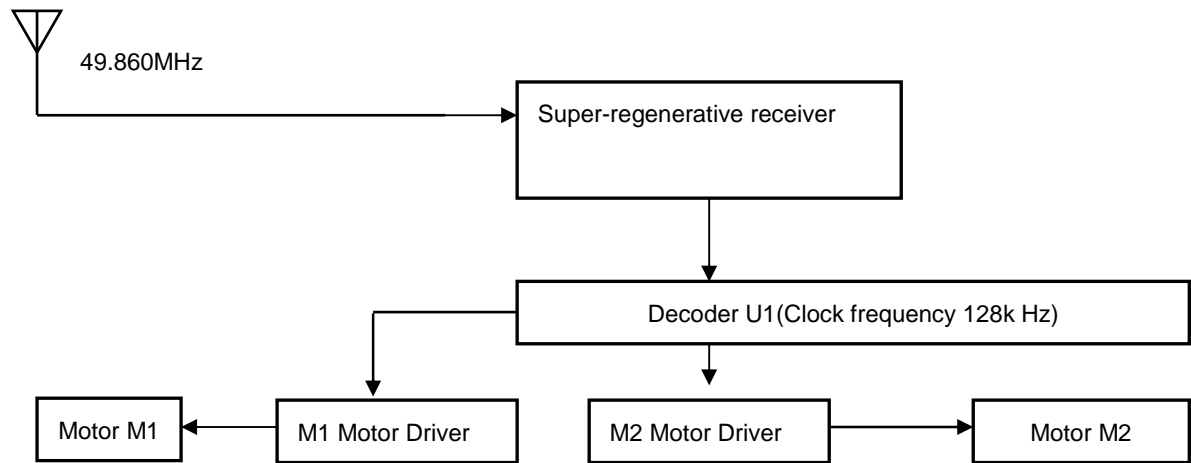 49.860MHz
Super-regenerative receiver
Decoder U1(Clock frequency 128k Hz)
Motor M1
M1 Motor Driver
M2 Motor Driver
Motor M2